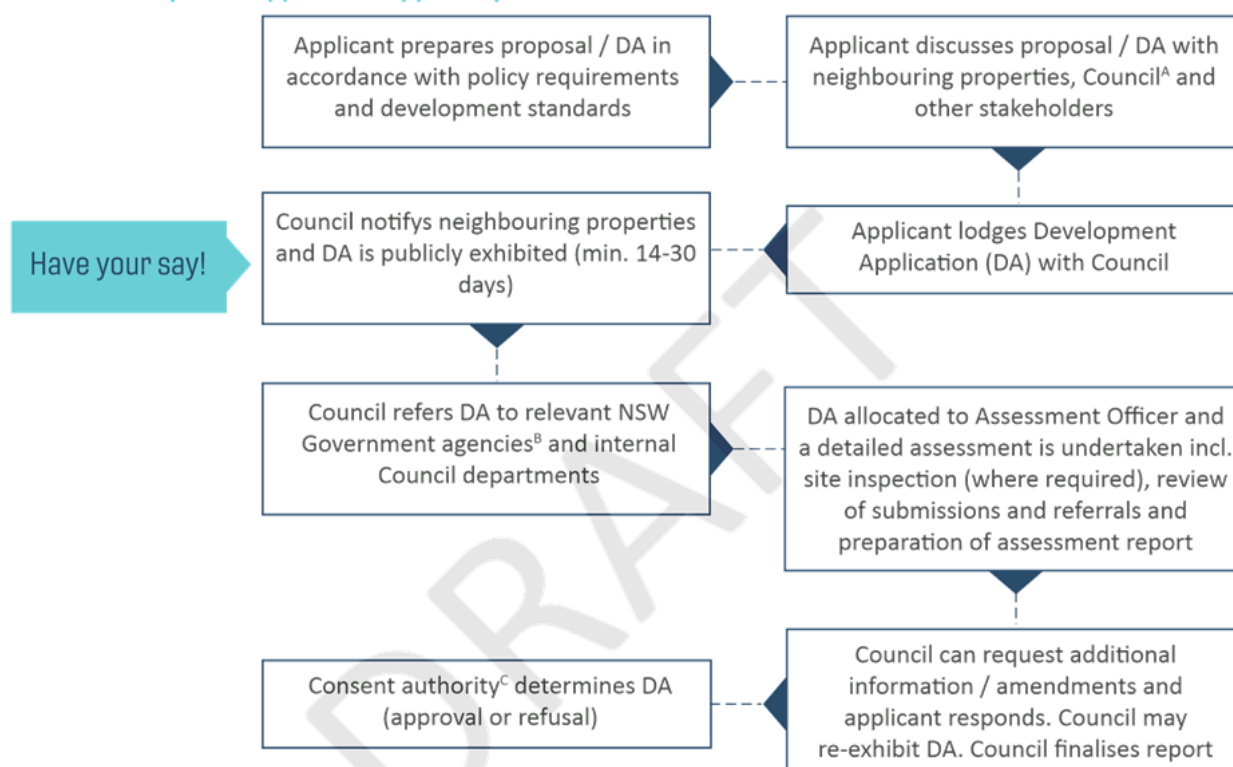 Applicant prepares proposal / DA in
accordance with policy requirements
and development standards
Applicant discusses proposal / DA with
neighbouring properties, Councilᴬ and
other stakeholders
Have your say!
Council notifys neighbouring properties
and DA is publicly exhibited (min. 14-30
days)
Applicant lodges Development
Application (DA) with Council
Council refers DA to relevant NSW
Government agenciesᴮ and internal
Council departments
DA allocated to Assessment Officer and
a detailed assessment is undertaken incl.
site inspection (where required), review
of submissions and referrals and
preparation of assessment report
Consent authorityᶜ determines DA
(approval or refusal)
Council can request additional
information / amendments and
applicant responds. Council may
re-exhibit DA. Council finalises report
DRAFT